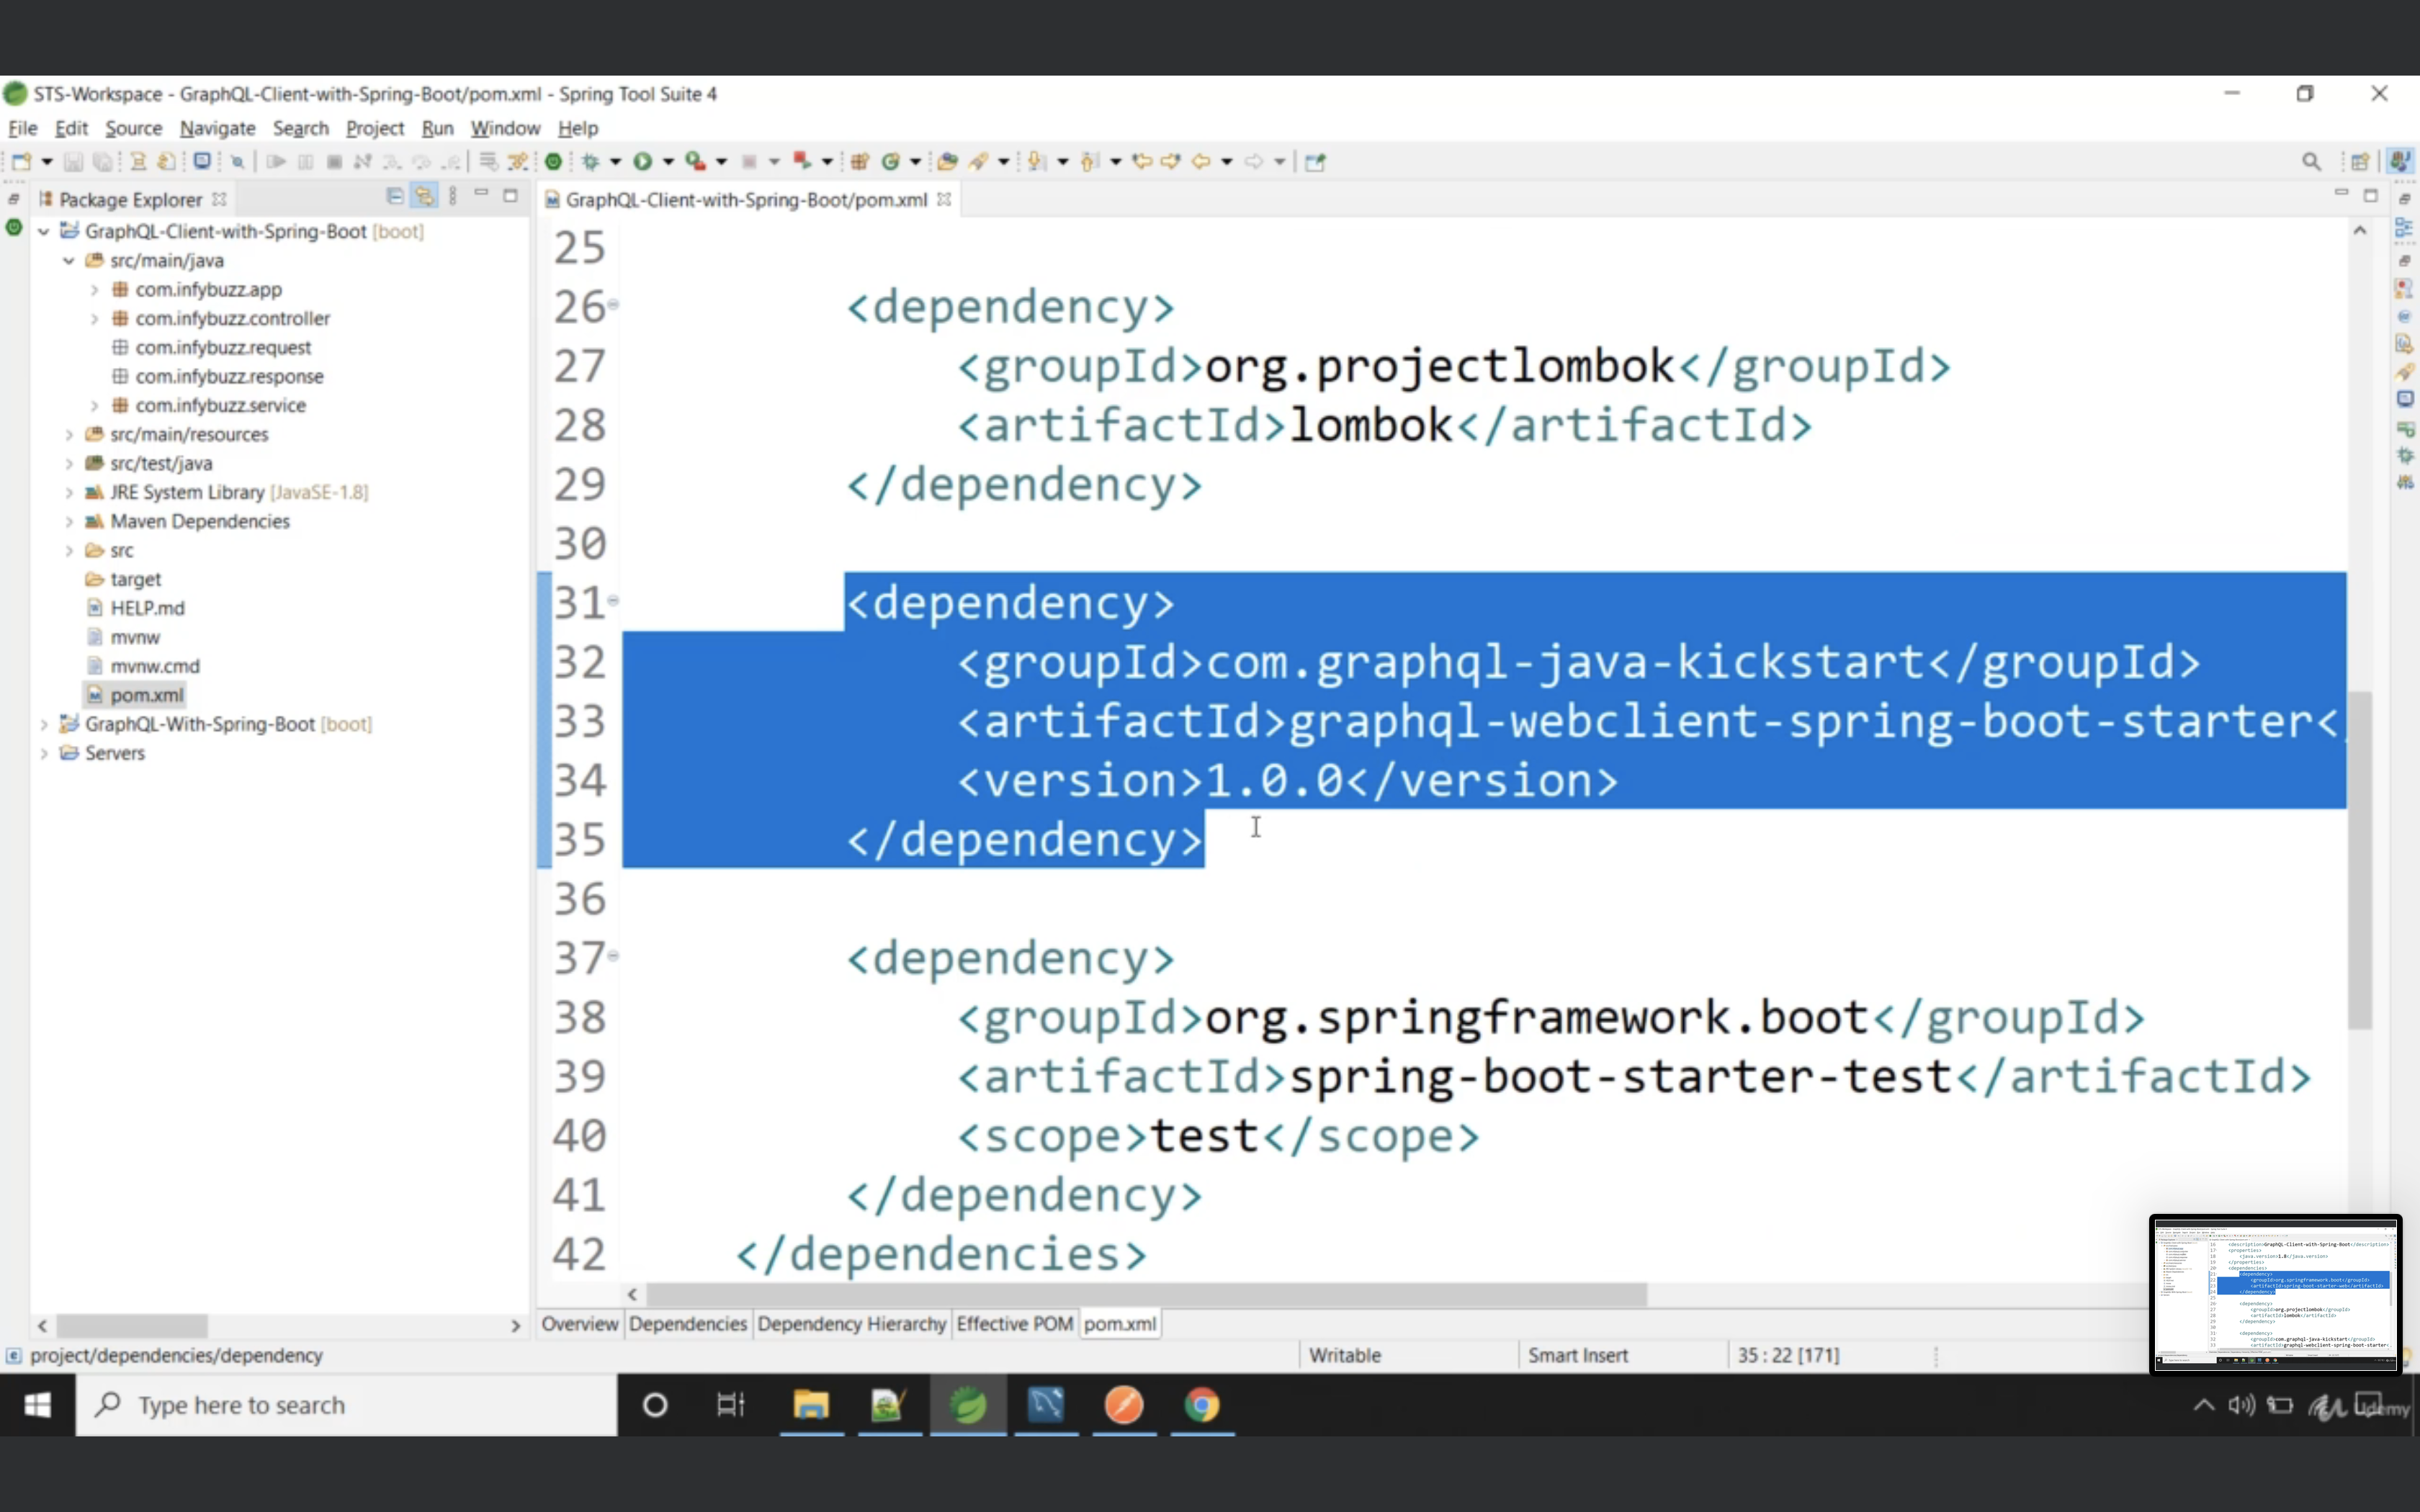 STS-Workspace - GraphQL-Client-with-Spring-Boot/pom.xml - Spring Tool Suite 4
File Edit Source Navigate Search Project Run Window Help
Package Explorer
GraphQL-Client-with-Spring-Boot [boot]
src/main/java
com.infybuzz.app
com.infybuzz.controller
com.infybuzz.request
com.infybuzz.response
com.infybuzz.service
src/main/resources
src/test/java
JRE System Library [JavaSE-1.8]
Maven Dependencies
src
target
HELP.md
mvnw
mvnw.cmd
pom.xml
GraphQL-With-Spring-Boot [boot]
Servers
GraphQL-Client-with-Spring-Boot/pom.xml
25
26 <dependency>
27 <groupId>org.projectlombok</groupId>
28 <artifactId>lombok</artifactId>
29 </dependency>
30
31 <dependency>
32 <groupId>com.graphql-java-kickstart</groupId>
33 <artifactId>graphql-webclient-spring-boot-starter<
34 <version>1.0.0</version>
35 </dependency>
36
37 <dependency>
38 <groupId>org.springframework.boot</groupId>
39 <artifactId>spring-boot-starter-test</artifactId>
40 <scope>test</scope>
41 </dependency>
42 </dependencies>
Overview Dependencies Dependency Hierarchy Effective POM pom.xml
project/dependencies/dependency
Writable
Smart Insert
35 : 22 [171]
Type here to search
Udemy